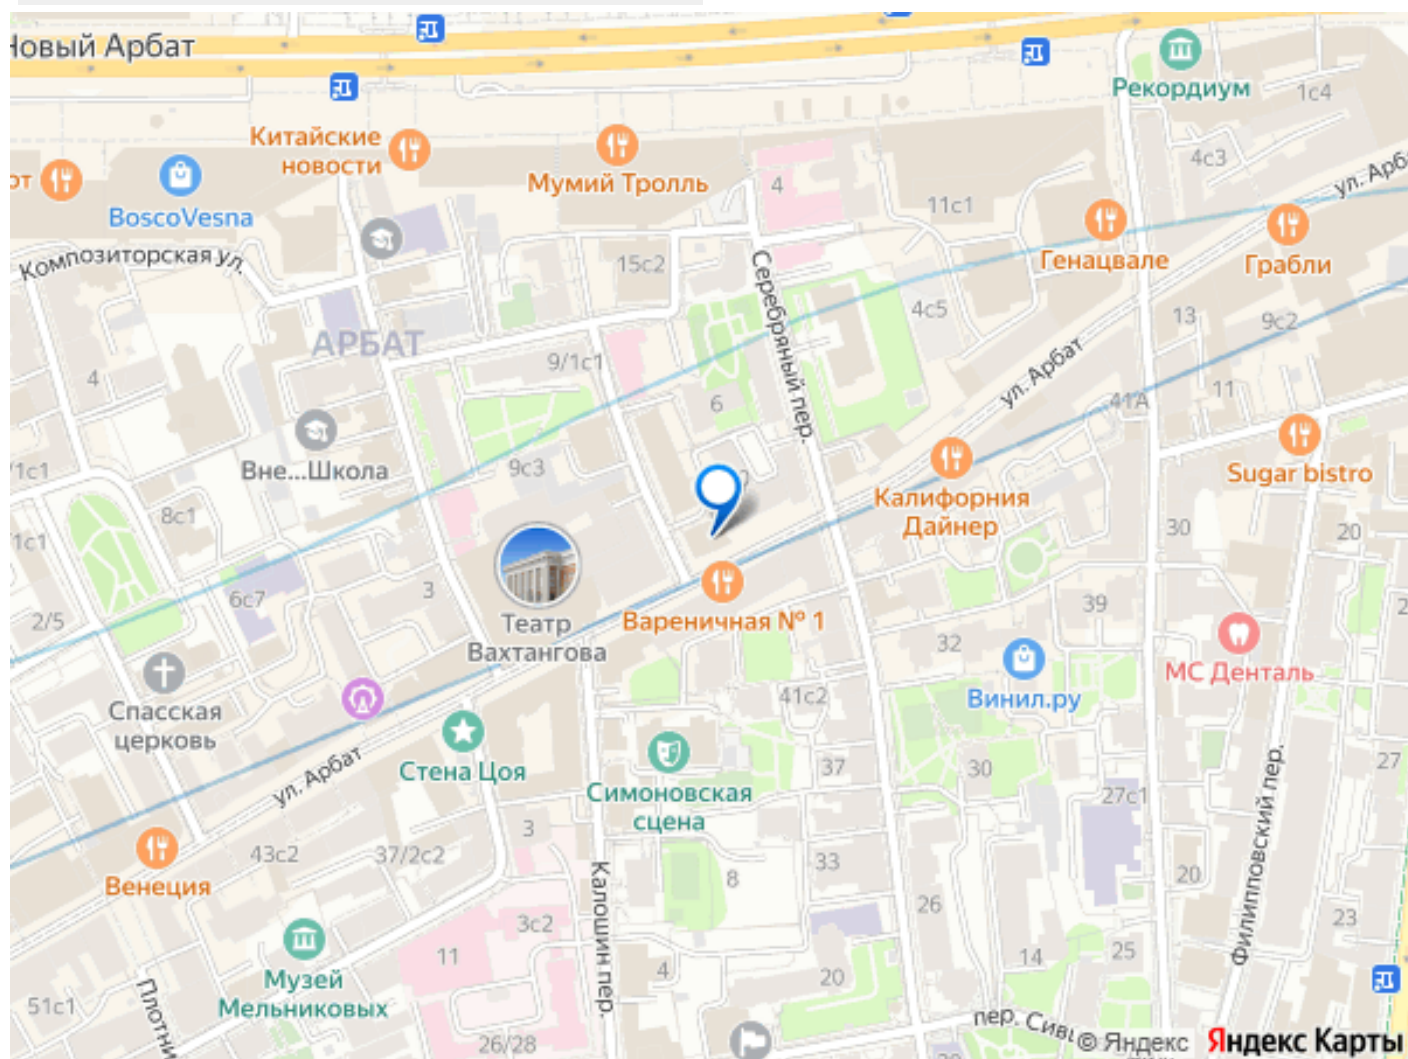 Новый Арбат
Рекордиум
1с4
Китайские
новости
от
BoscoVesna
Мумий Тролль
4
4с3
ул. Арб
11с1
Генацвале
Грабли
Композиторская ул.
15с2
Серебряный пер.
4с5
13
9с2
АРБАТ
9/1с1
ул. Арбат
4
6
41А
11
Вне...Школа
9с3
Калифорния
Дайнер
Sugar bistro
/1с1
8с1
1с1
30
20
2/5
6с7
3
Театр
Вахтангова
Вареничная № 1
39
2
32
МС Денталь
Винил.ру
Спасская
церковь
41с2
Стена Цоя
ул. Арбат
Симоновская
сцена
37
30
27с1
27
Филипповский пер.
Венеция
43с2
37/2с2
3
Калошин пер.
8
33
20
26
23
3с2
11
Музей
Мельниковых
4
20
14
25
51с1
Плотни
26/28
пер. Сивц
© Яндекс Яндекс Карты